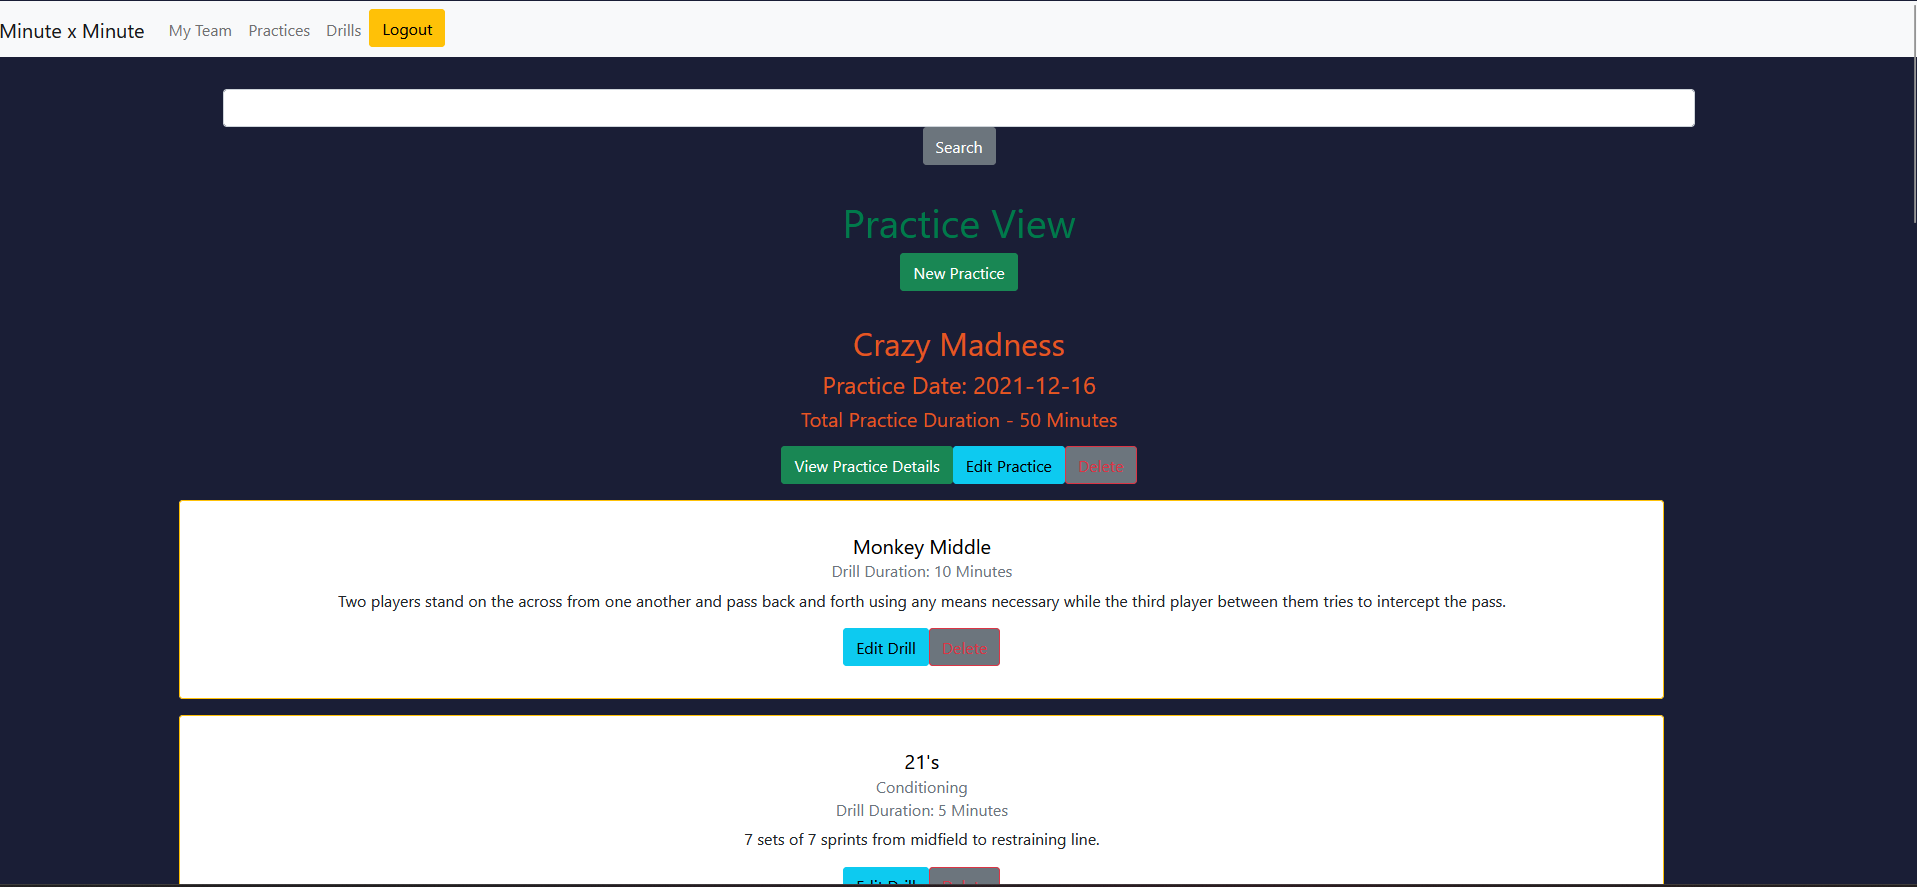 Minute x Minute My Team Practices Drills Logout
Search
Practice View
New Practice
Crazy Madness
Practice Date: 2021-12-16
Total Practice Duration - 50 Minutes
View Practice Details Edit Practice Delete
Monkey Middle
Drill Duration: 10 Minutes
Two players stand on the across from one another and pass back and forth using any means necessary while the third player between them tries to intercept the pass.
Edit Drill Delete
21's
Conditioning
Drill Duration: 5 Minutes
7 sets of 7 sprints from midfield to restraining line.
Edit Drill Delete